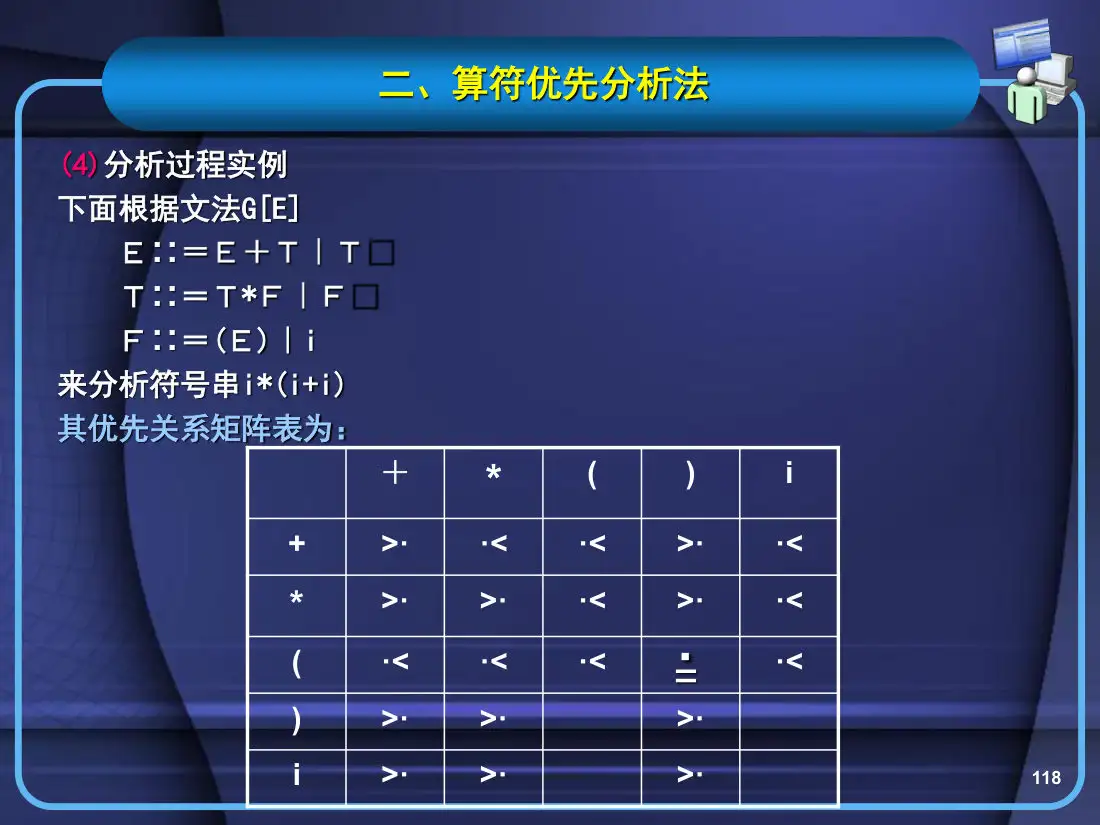 二、算符优先分析法
(4)分析过程实例
下面根据文法G[E]
E∷=E+T|T□
T∷=T*F|F□
F∷=(E)|i
来分析符号串i*(i+i)
其优先关系矩阵表为:
+ * ( ) i
+ >· ·< ·< >· ·<
* >· >· ·< >· ·<
( ·< ·< ·< ≐ ·<
) >· >· >·
i >· >· >·
118